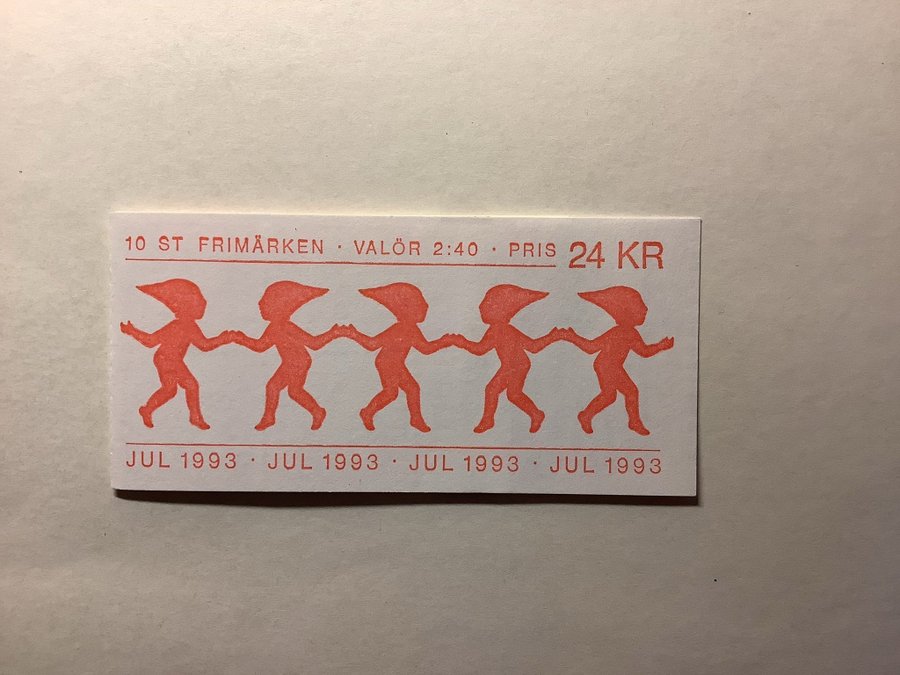 10 ST FRIMÄRKEN · VALÖR 2:40 · PRIS 24 KR
JUL 1993 · JUL 1993 · JUL 1993 · JUL 1993